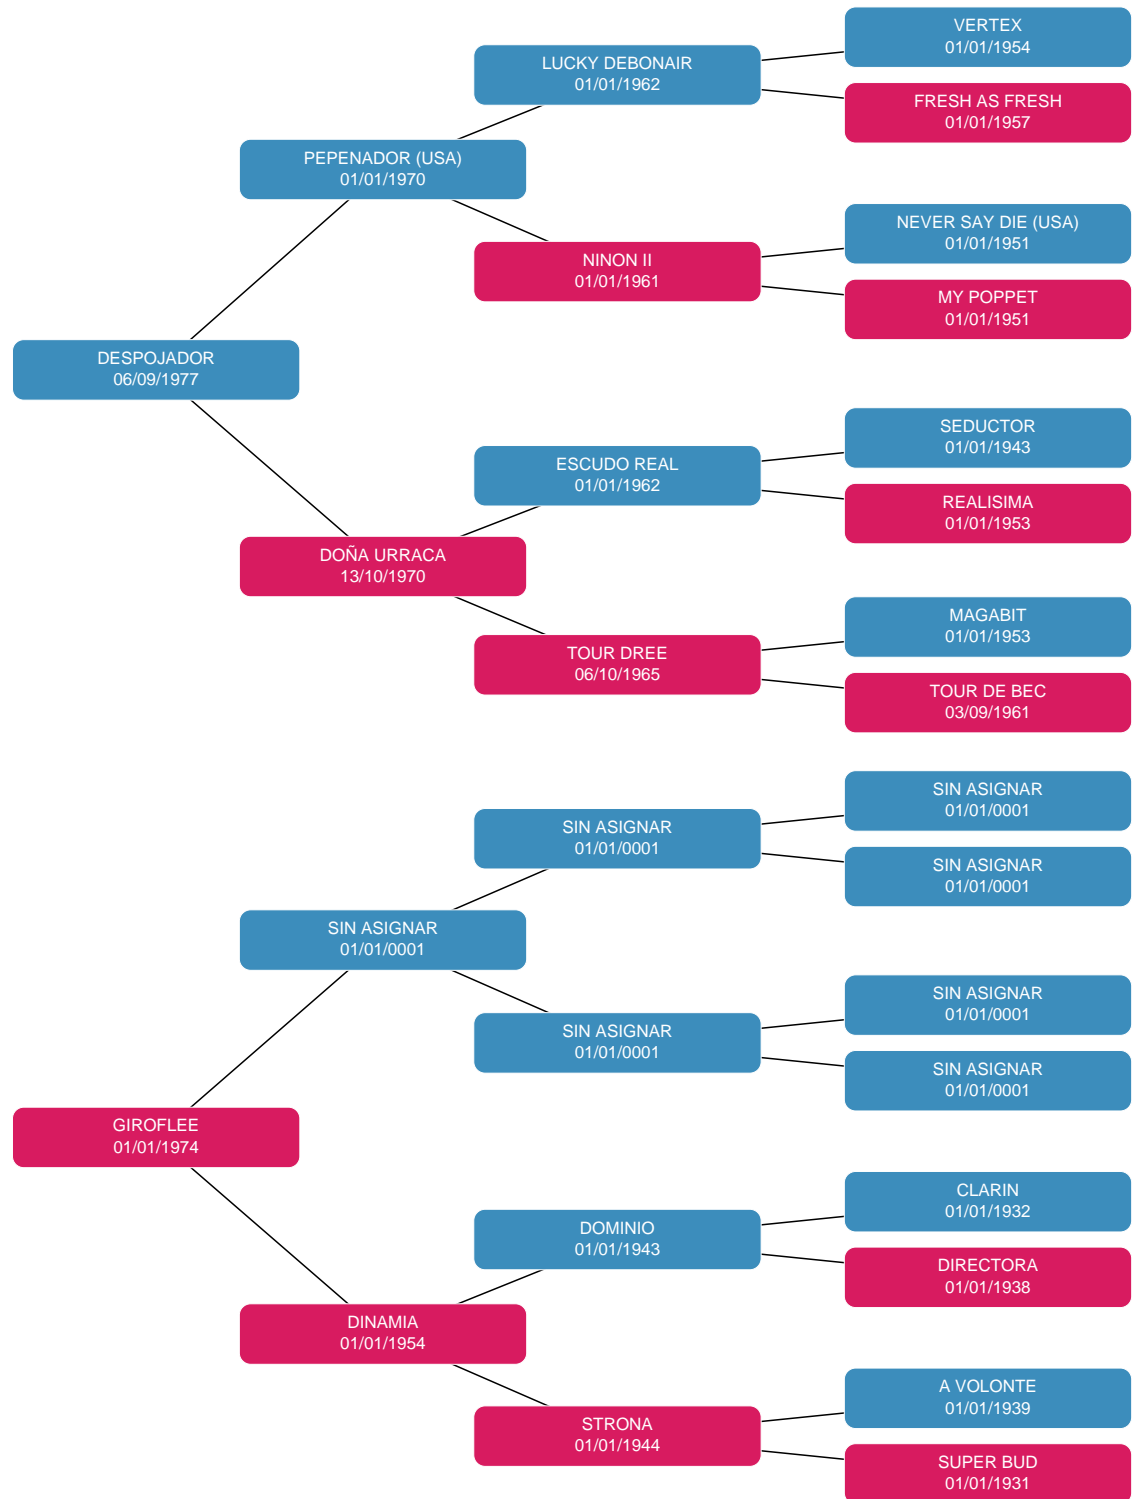 VERTEX
01/01/1954
LUCKY DEBONAIR
01/01/1962
FRESH AS FRESH
01/01/1957
PEPENADOR (USA)
01/01/1970
NEVER SAY DIE (USA)
01/01/1951
NINON II
01/01/1961
MY POPPET
01/01/1951
DESPOJADOR
06/09/1977
SEDUCTOR
01/01/1943
ESCUDO REAL
01/01/1962
REALISIMA
01/01/1953
DOÑA URRACA
13/10/1970
MAGABIT
01/01/1953
TOUR DREE
06/10/1965
TOUR DE BEC
03/09/1961
SIN ASIGNAR
01/01/0001
SIN ASIGNAR
01/01/0001
SIN ASIGNAR
01/01/0001
SIN ASIGNAR
01/01/0001
SIN ASIGNAR
01/01/0001
SIN ASIGNAR
01/01/0001
SIN ASIGNAR
01/01/0001
GIROFLEE
01/01/1974
CLARIN
01/01/1932
DOMINIO
01/01/1943
DIRECTORA
01/01/1938
DINAMIA
01/01/1954
A VOLONTE
01/01/1939
STRONA
01/01/1944
SUPER BUD
01/01/1931